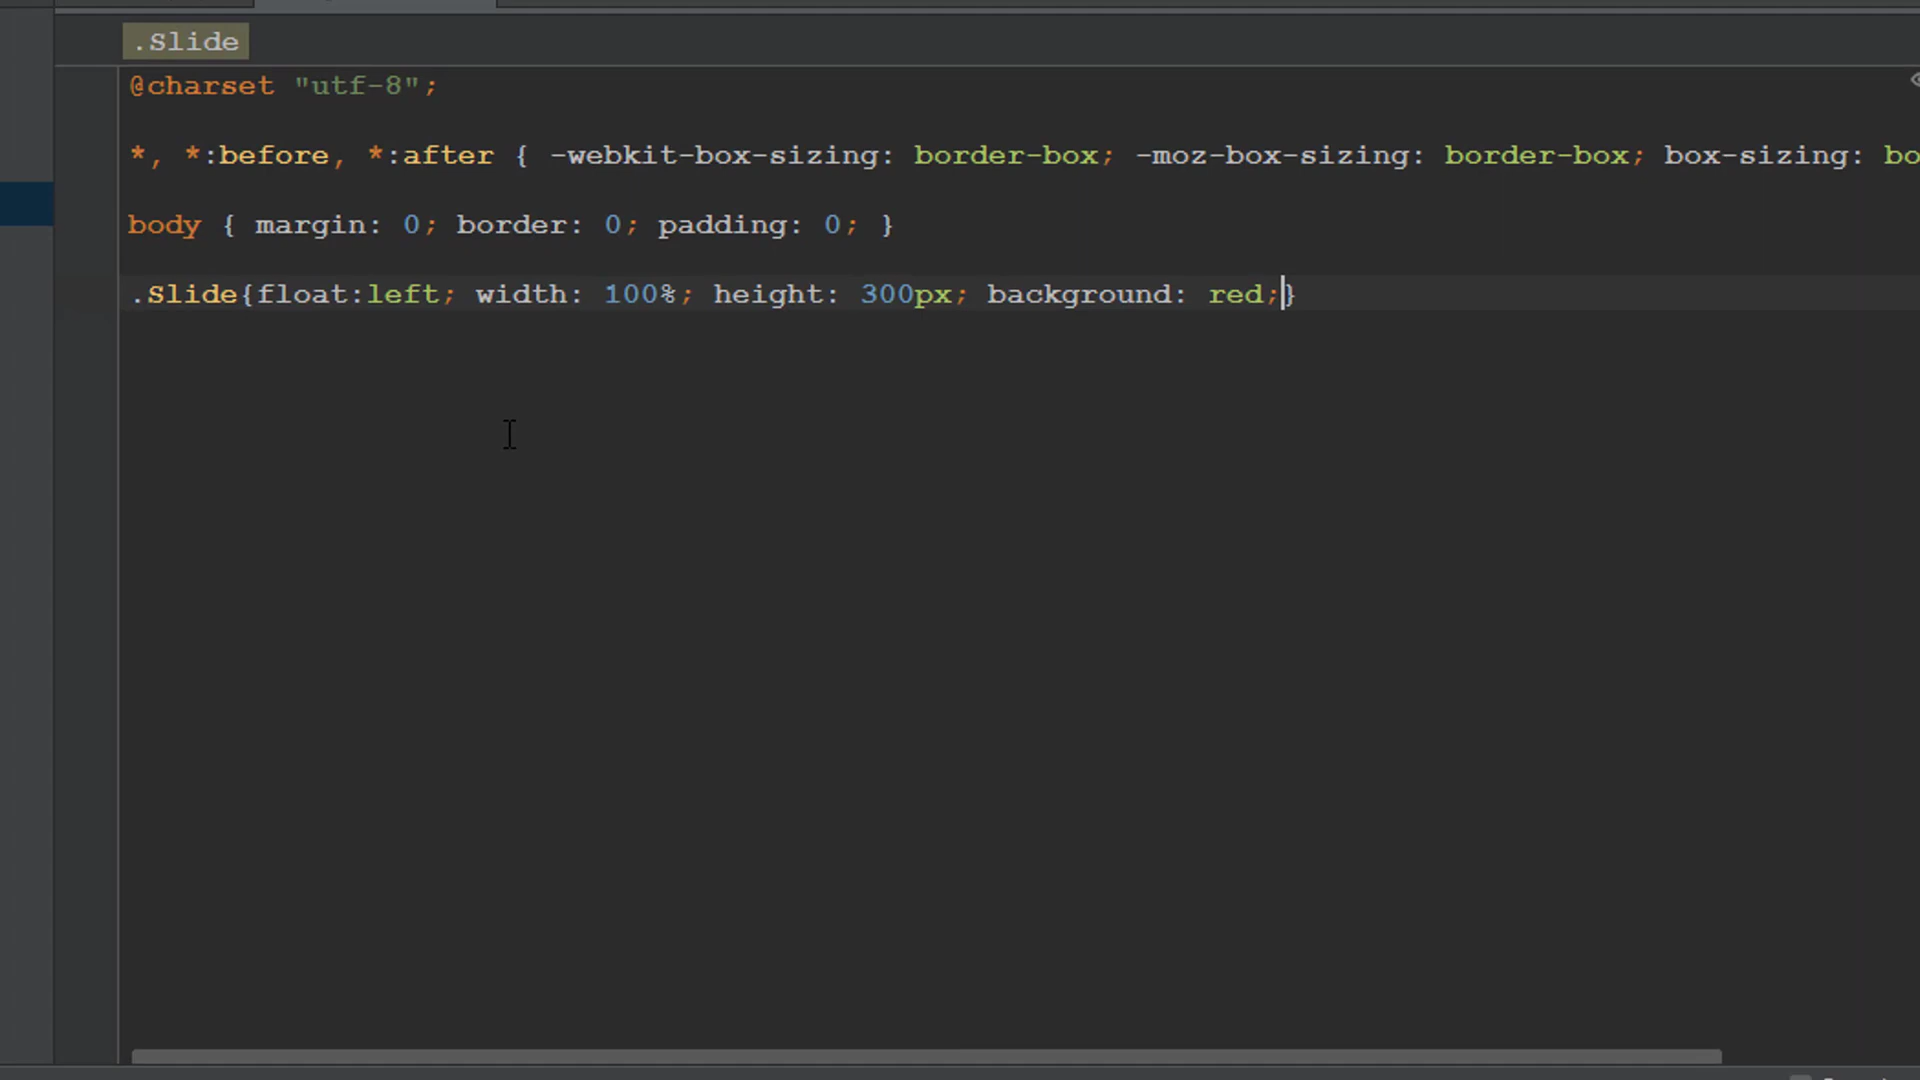 .Slide
@charset "utf-8";
*, *:before, *:after { -webkit-box-sizing: border-box; -moz-box-sizing: border-box; box-sizing: bo
body { margin: 0; border: 0; padding: 0; }
.Slide{float:left; width: 100%; height: 300px; background: red;}